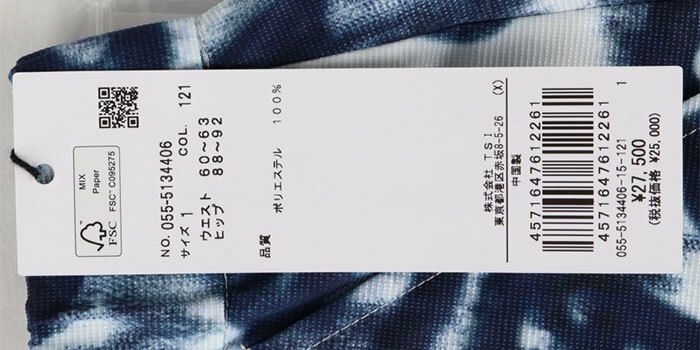 MIX
Paper
FSC™ C095275
FSC
NO. 055-5134406
サイズ 1 COL. 121
ウエスト 60~63
ヒップ 88~92
品質 ポリエステル 100%
株式会社 TSI (X)
東京都港区赤坂8-5-26
中国製
4571647612261
4571647612261
055-5134406-15-121 1
¥27,500
(税抜価格 ¥25,000)